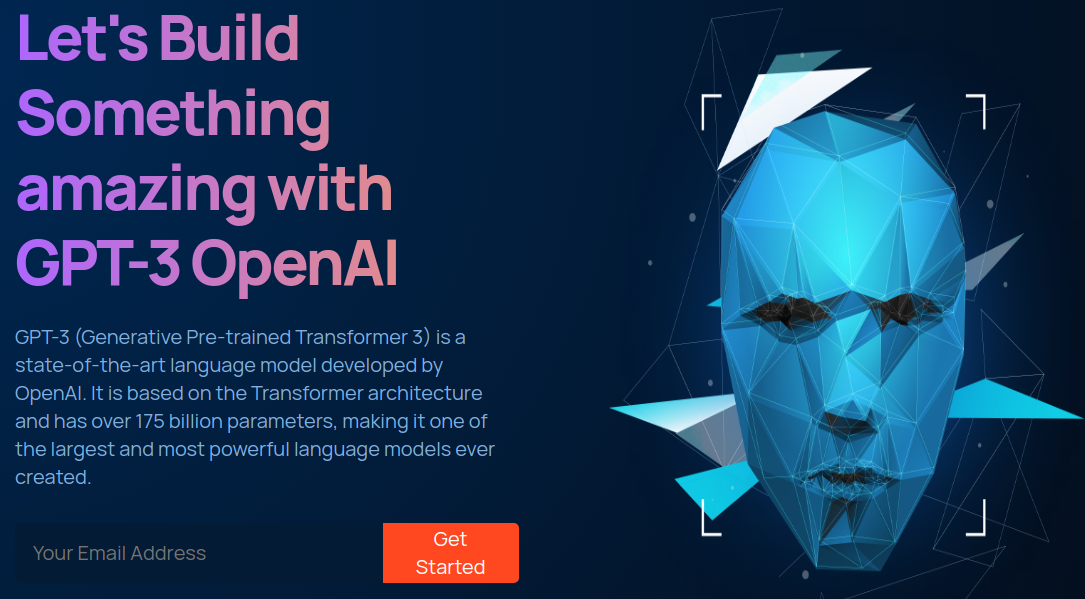 Let's Build
Something
amazing with
GPT-3 OpenAI
GPT-3 (Generative Pre-trained Transformer 3) is a
state-of-the-art language model developed by
OpenAI. It is based on the Transformer architecture
and has over 175 billion parameters, making it one of
the largest and most powerful language models ever
created.
Your Email Address
Get
Started